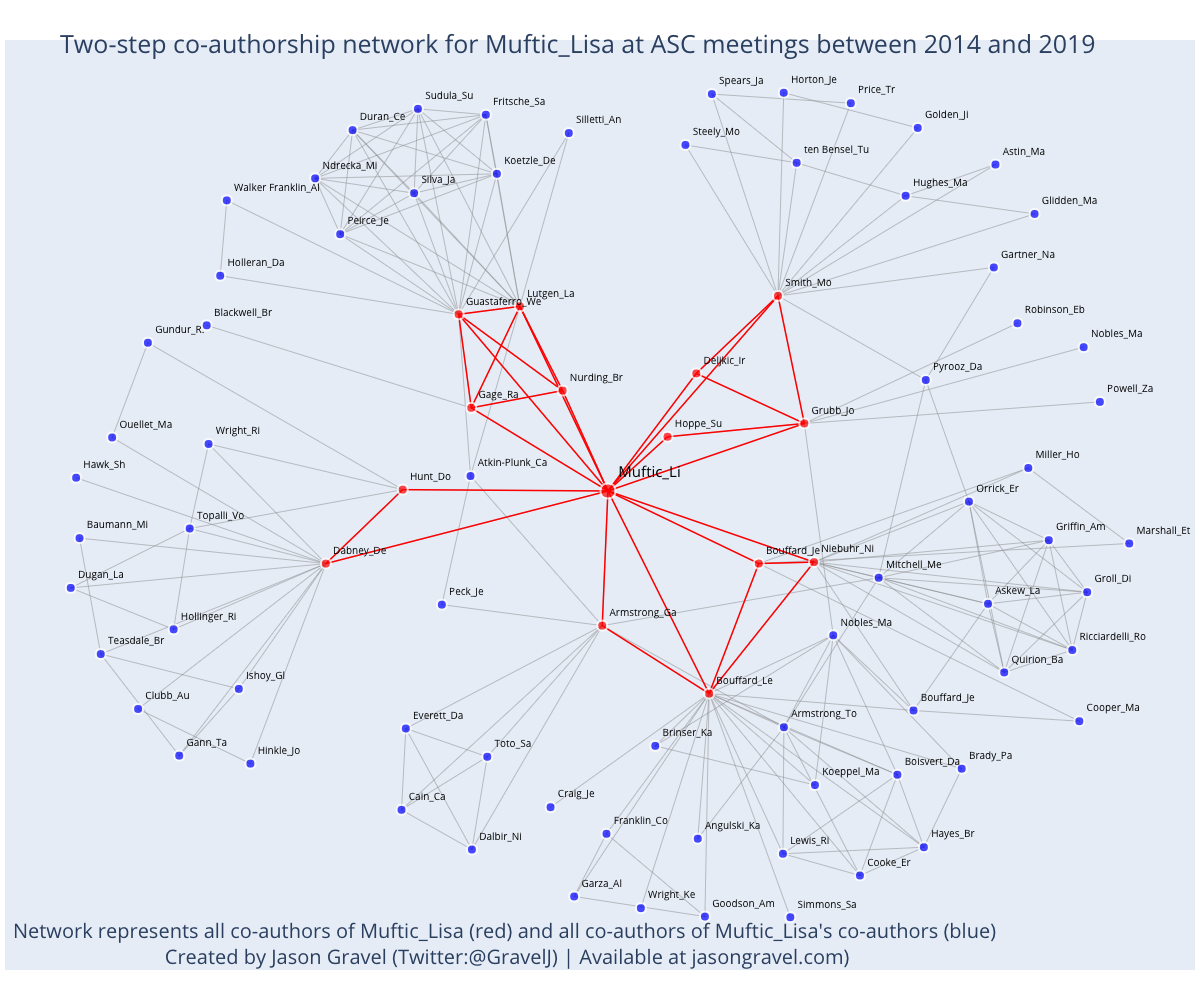 Two-step co-authorship network for Muftic_Lisa at ASC meetings between 2014 and 2019
Spears_Ja
Horton_Je
Price_Tr
Sudula_Su
Fritsche_Sa
Duran_Ce
Silletti_An
Golden_Ji
Steely_Mo
ten Bensel_Tu
Astin_Ma
Ndrecka_Mi
Koetzle_De
Silva_Ja
Hughes_Ma
Walker Franklin_Al
Glidden_Ma
Peirce_Je
Holleran_Da
Gartner_Na
Smith_Mo
Lutgen_La
Guastaferro_We
Blackwell_Br
Robinson_Eb
Gundur_R.
Nobles_Ma
Deljkic_Ir
Pyrooz_Da
Nurding_Br
Gage_Ra
Powell_Za
Grubb_Jo
Hoppe_Su
Ouellet_Ma
Wright_Ri
Miller_Ho
Hawk_Sh
Atkin-Plunk_Ca
Muftic_Li
Hunt_Do
Orrick_Er
Topalli_Vo
Baumann_Mi
Griffin_Am
Marshall_Et
Dabney_De
Bouffard_Je
Niebuhr_Ni
Mitchell_Me
Dugan_La
Groll_Di
Askew_La
Peck_Je
Hollinger_Ri
Armstrong_Ga
Nobles_Ma
Teasdale_Br
Ricciardelli_Ro
Quirion_Ba
Ishoy_Gl
Bouffard_Le
Clubb_Au
Bouffard_Je
Cooper_Ma
Everett_Da
Armstrong_To
Gann_Ta
Hinkle_Jo
Toto_Sa
Brinser_Ka
Brady_Pa
Boisvert_Da
Koeppel_Ma
Cain_Ca
Craig_Je
Franklin_Co
Angulski_Ka
Dalbir_Ni
Lewis_Ri
Hayes_Br
Cooke_Er
Garza_Al
Wright_Ke
Goodson_Am
Simmons_Sa
Network represents all co-authors of Muftic_Lisa (red) and all co-authors of Muftic_Lisa's co-authors (blue)
Created by Jason Gravel (Twitter:@GravelJ) | Available at jasongravel.com)